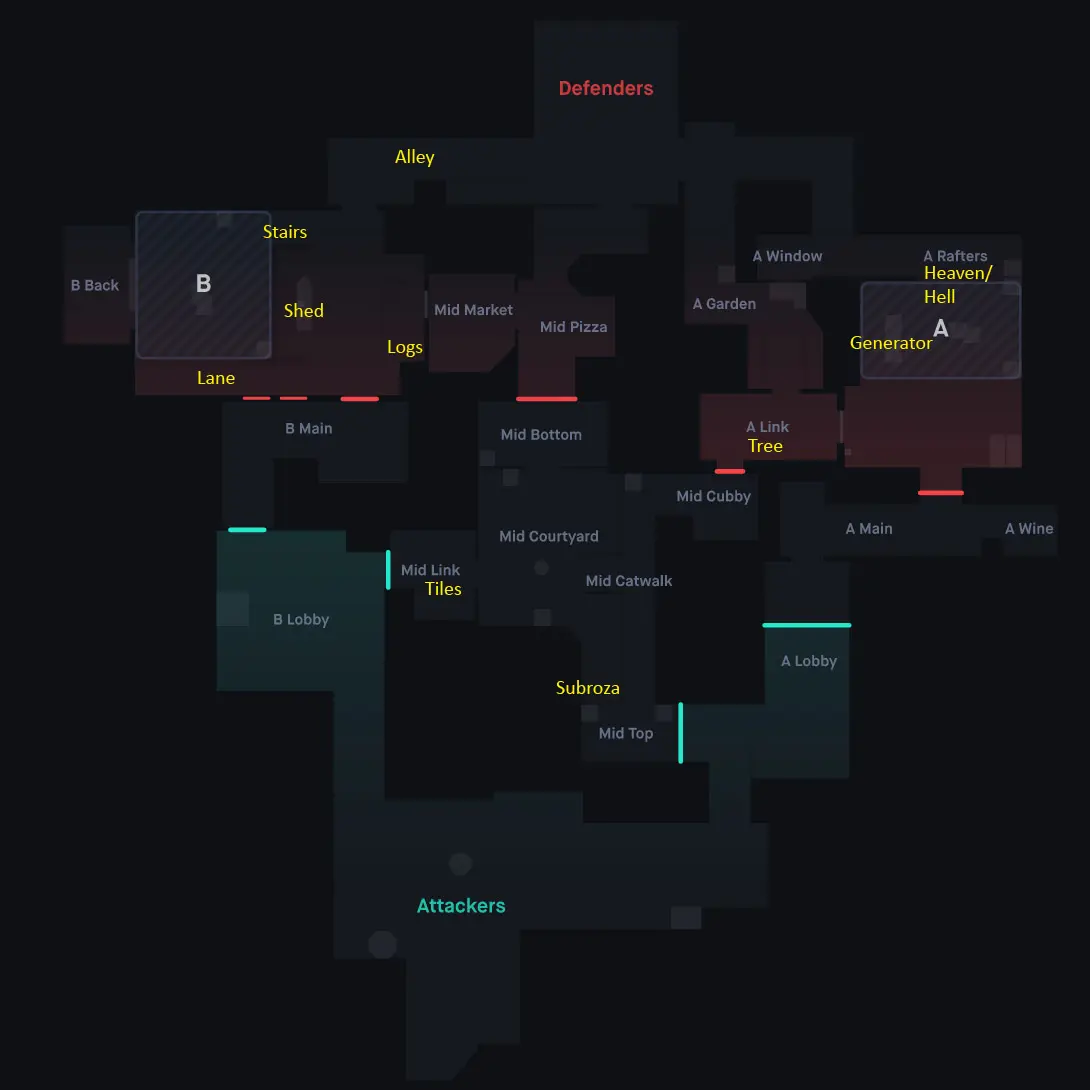 Defenders
Alley
Stairs
A Window
A Rafters
Heaven/
Hell
B Back
B
A Garden
Shed
Mid Market
Mid Pizza
A
Generator
Logs
Lane
B Main
Mid Bottom
A Link
Tree
Mid Cubby
A Main
A Wine
Mid Courtyard
Mid Link
Tiles
Mid Catwalk
B Lobby
A Lobby
Subroza
Mid Top
Attackers